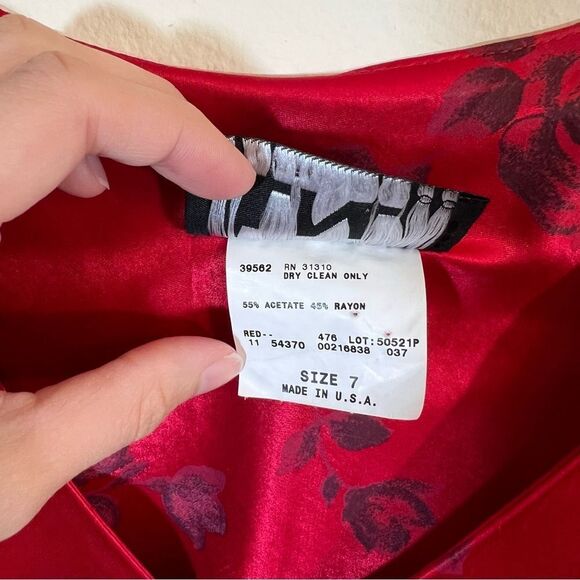 39562 RN 31310
DRY CLEAN ONLY
55% ACETATE 45% RAYON
RED-- 476 LOT:50521P
11 54370 00216838 037
SIZE 7
MADE IN U.S.A.